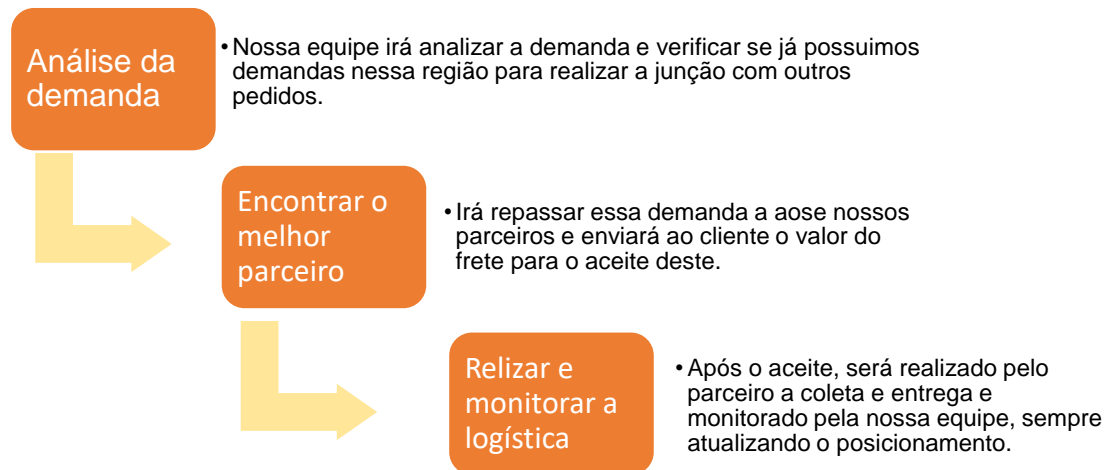 Análise da
demanda
• Nossa equipe irá analizar a demanda e verificar se já possuimos
demandas nessa região para realizar a junção com outros
pedidos.
Encontrar o
melhor
parceiro
• Irá repassar essa demanda a aose nossos
parceiros e enviará ao cliente o valor do
frete para o aceite deste.
Relizar e
monitorar a
logística
• Após o aceite, será realizado pelo
parceiro a coleta e entrega e
monitorado pela nossa equipe, sempre
atualizando o posicionamento.